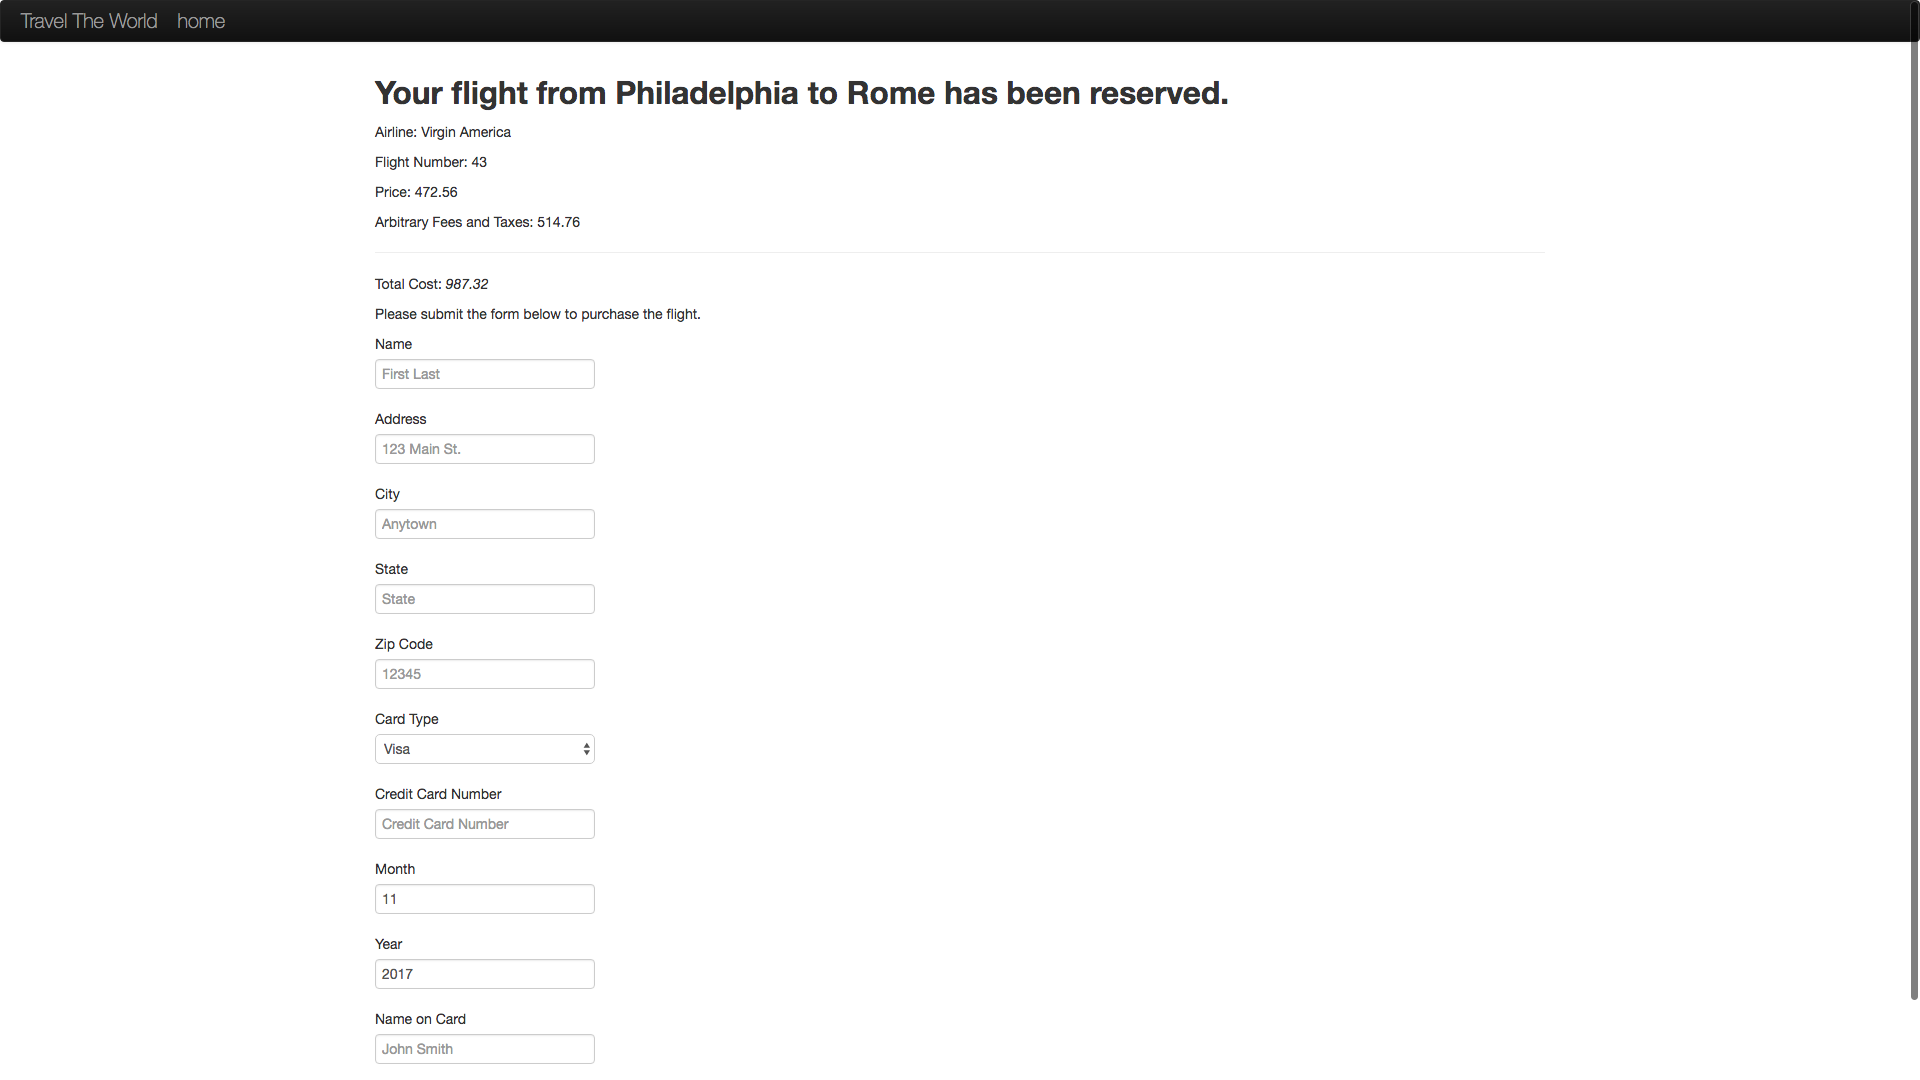 Travel The World home
Your flight from Philadelphia to Rome has been reserved.
Airline: Virgin America
Flight Number: 43
Price: 472.56
Arbitrary Fees and Taxes: 514.76
Total Cost: 987.32
Please submit the form below to purchase the flight.
Name
First Last
Address
123 Main St.
City
Anytown
State
State
Zip Code
12345
Card Type
Visa
Credit Card Number
Credit Card Number
Month
11
Year
2017
Name on Card
John Smith